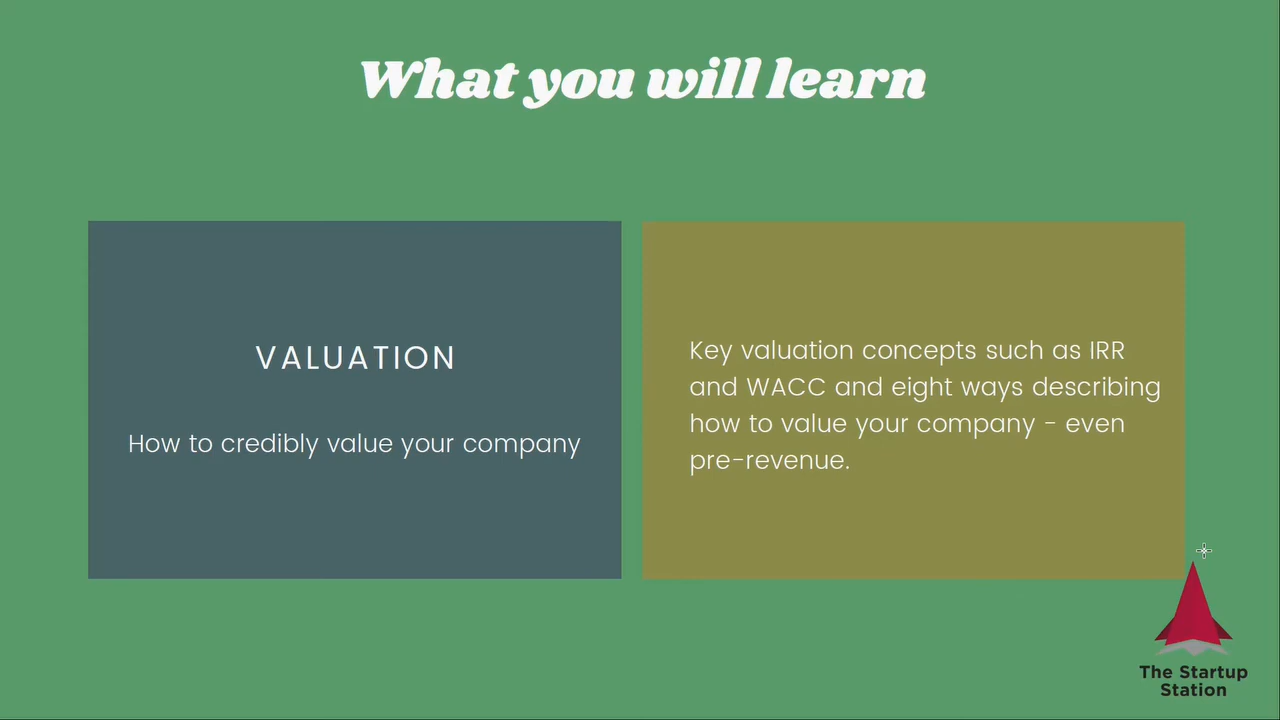 What you will learn
VALUATION
How to credibly value your company
Key valuation concepts such as IRR
and WACC and eight ways describing
how to value your company - even
pre-revenue.
The Startup
Station